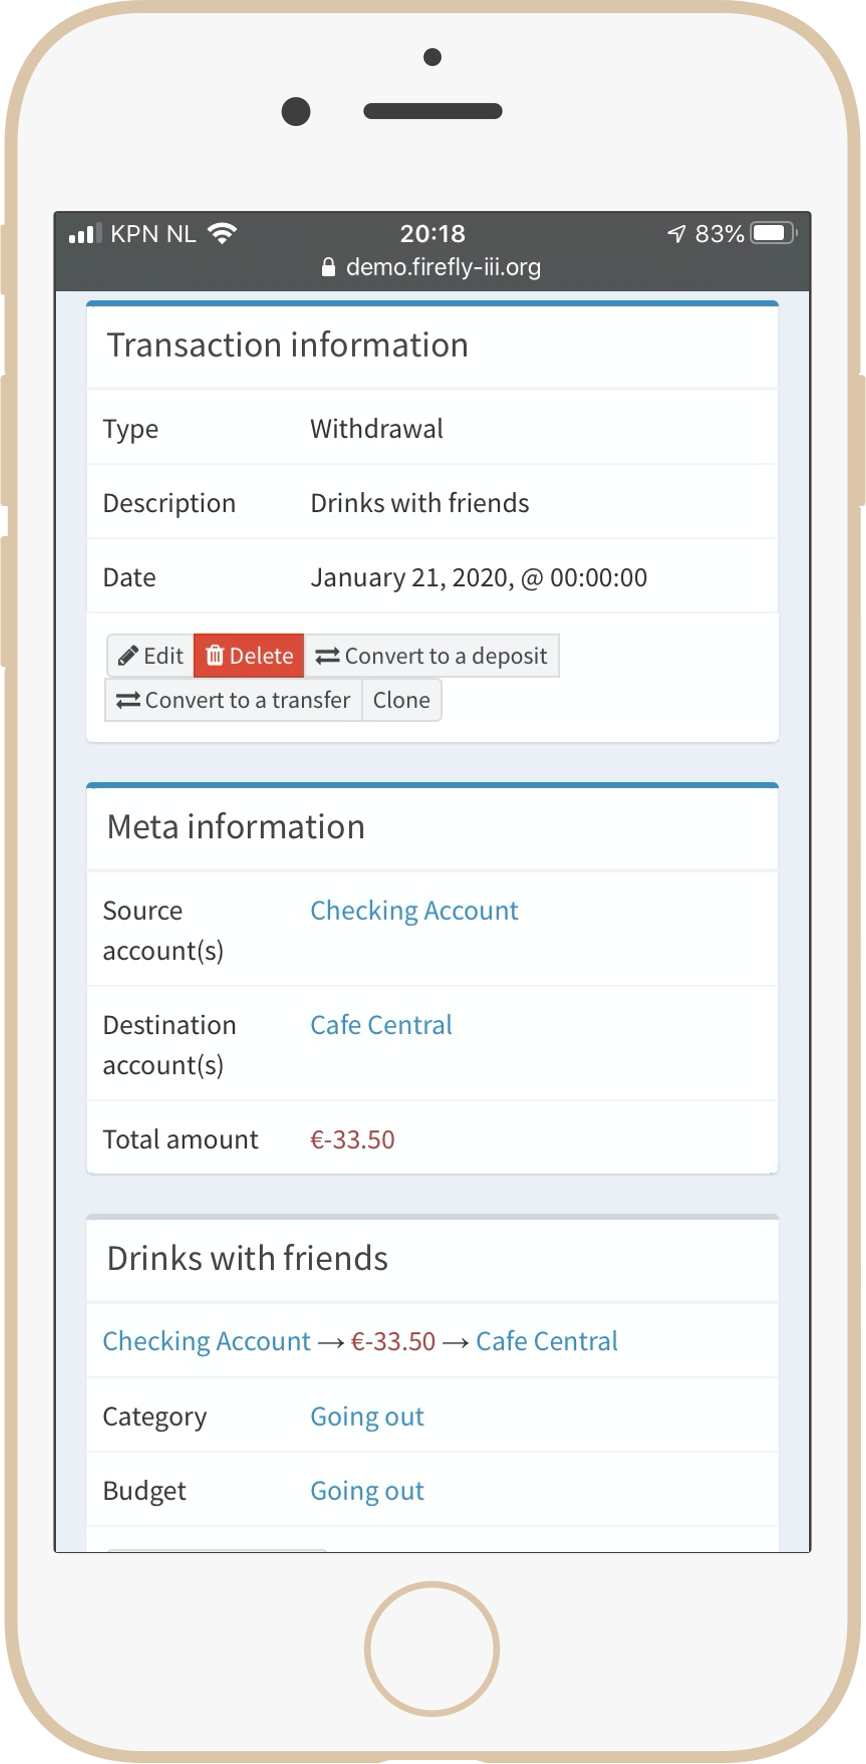 KPN NL 20:18 83%
demo.firefly-iii.org
Transaction information
Type Withdrawal
Description Drinks with friends
Date January 21, 2020, @ 00:00:00
Edit Delete Convert to a deposit
Convert to a transfer Clone
Meta information
Source Checking Account
account(s)
Destination Cafe Central
account(s)
Total amount €-33.50
Drinks with friends
Checking Account → €-33.50 → Cafe Central
Category Going out
Budget Going out